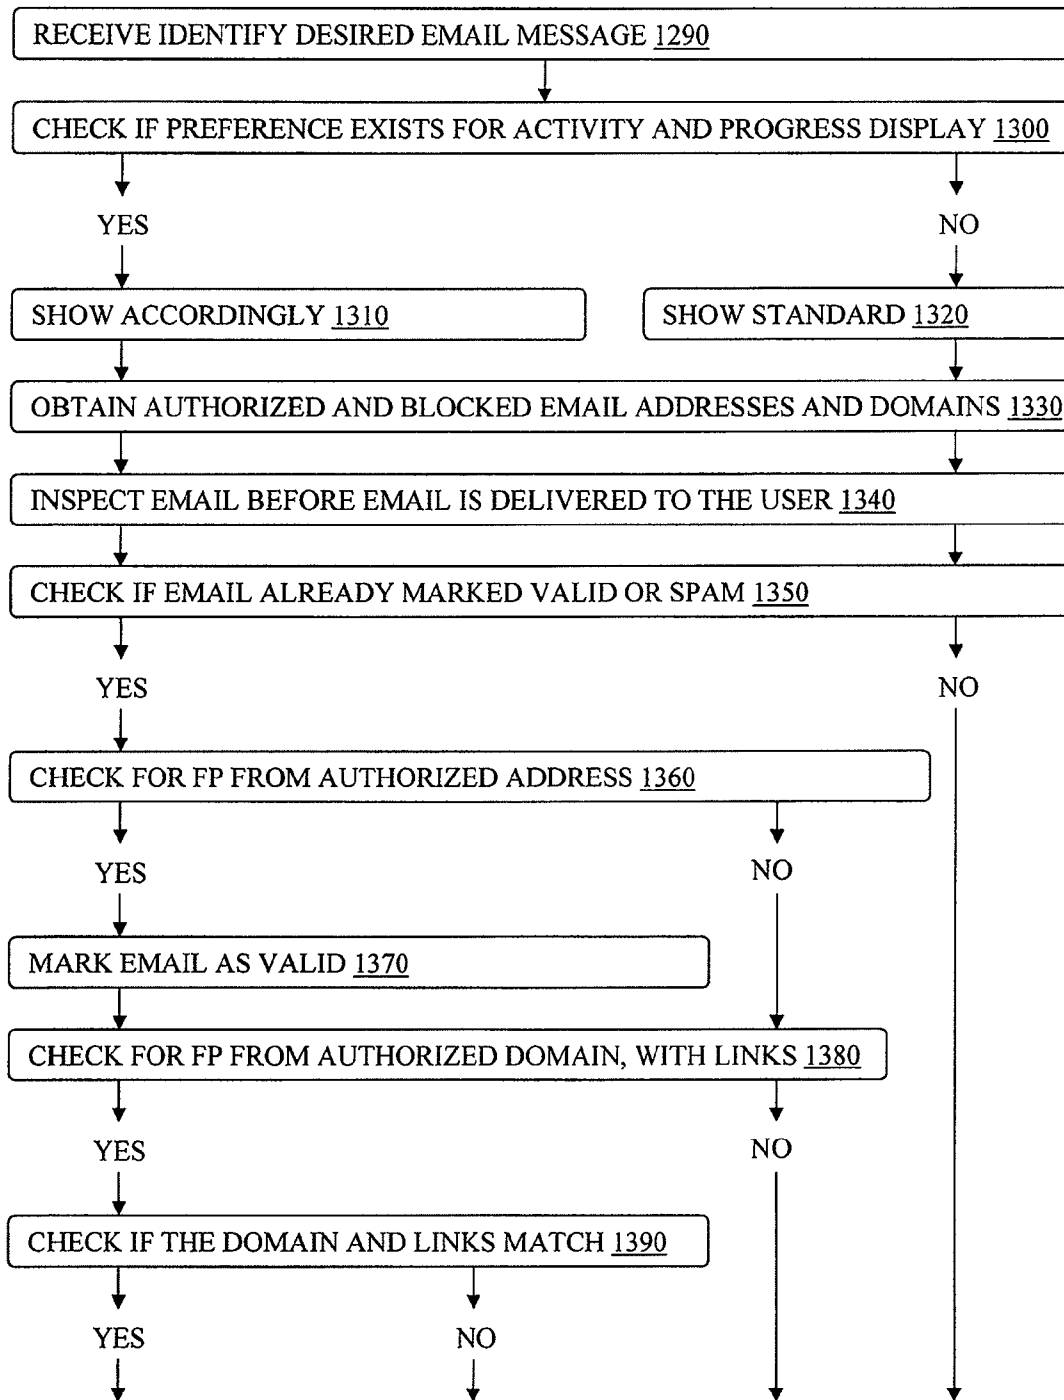 RECEIVE IDENTIFY DESIRED EMAIL MESSAGE 1290
CHECK IF PREFERENCE EXISTS FOR ACTIVITY AND PROGRESS DISPLAY 1300
YES NO
SHOW ACCORDINGLY 1310 SHOW STANDARD 1320
OBTAIN AUTHORIZED AND BLOCKED EMAIL ADDRESSES AND DOMAINS 1330
INSPECT EMAIL BEFORE EMAIL IS DELIVERED TO THE USER 1340
CHECK IF EMAIL ALREADY MARKED VALID OR SPAM 1350
YES NO
CHECK FOR FP FROM AUTHORIZED ADDRESS 1360
YES NO
MARK EMAIL AS VALID 1370
CHECK FOR FP FROM AUTHORIZED DOMAIN, WITH LINKS 1380
YES NO
CHECK IF THE DOMAIN AND LINKS MATCH 1390
YES NO